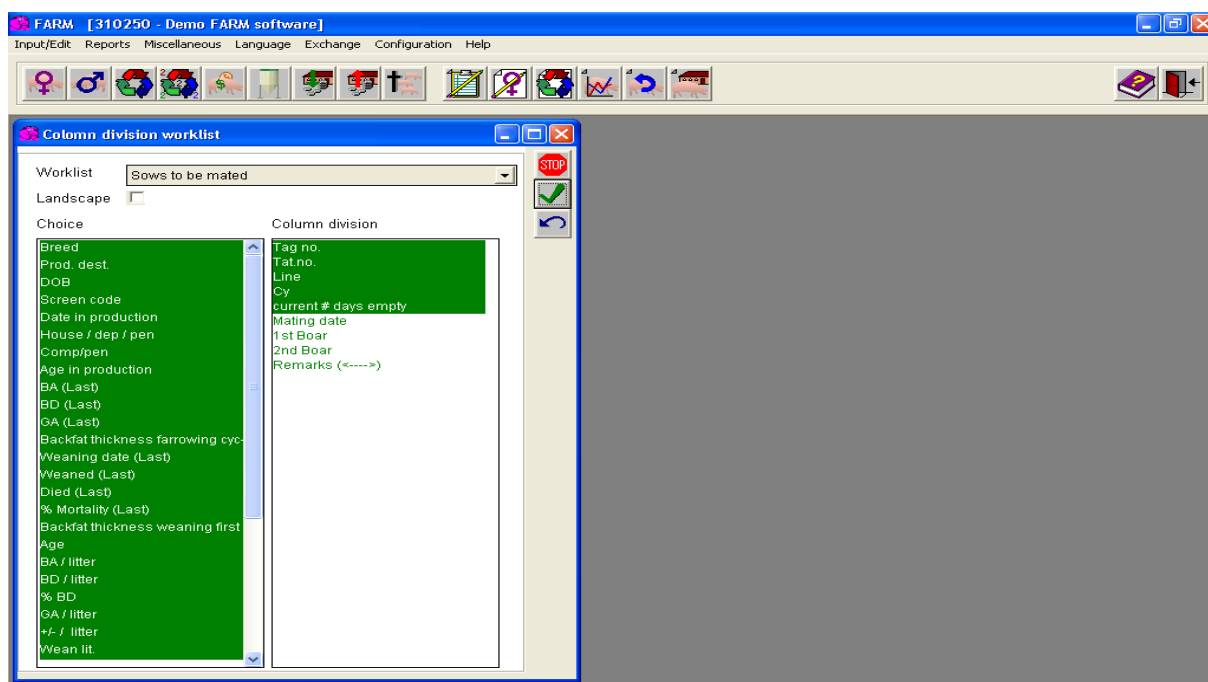 FARM [310250 - Demo FARM software]
Input/Edit Reports Miscellaneous Language Exchange Configuration Help
Colomn division worklist
Worklist Sows to be mated
STOP
Landscape
Choice Column division
Breed
Prod. dest.
DOB
Screen code
Date in production
House / dep / pen
Comp/pen
Age in production
BA (Last)
BD (Last)
GA (Last)
Backfat thickness farrowing cyc-
Weaning date (Last)
Weaned (Last)
Died (Last)
% Mortality (Last)
Backfat thickness weaning first
Age
BA / litter
BD / litter
% BD
GA / litter
+/- / litter
Wean lit.
Tag no.
Tat.no.
Line
Cy
current # days empty
Mating date
1st Boar
2nd Boar
Remarks (<---->)